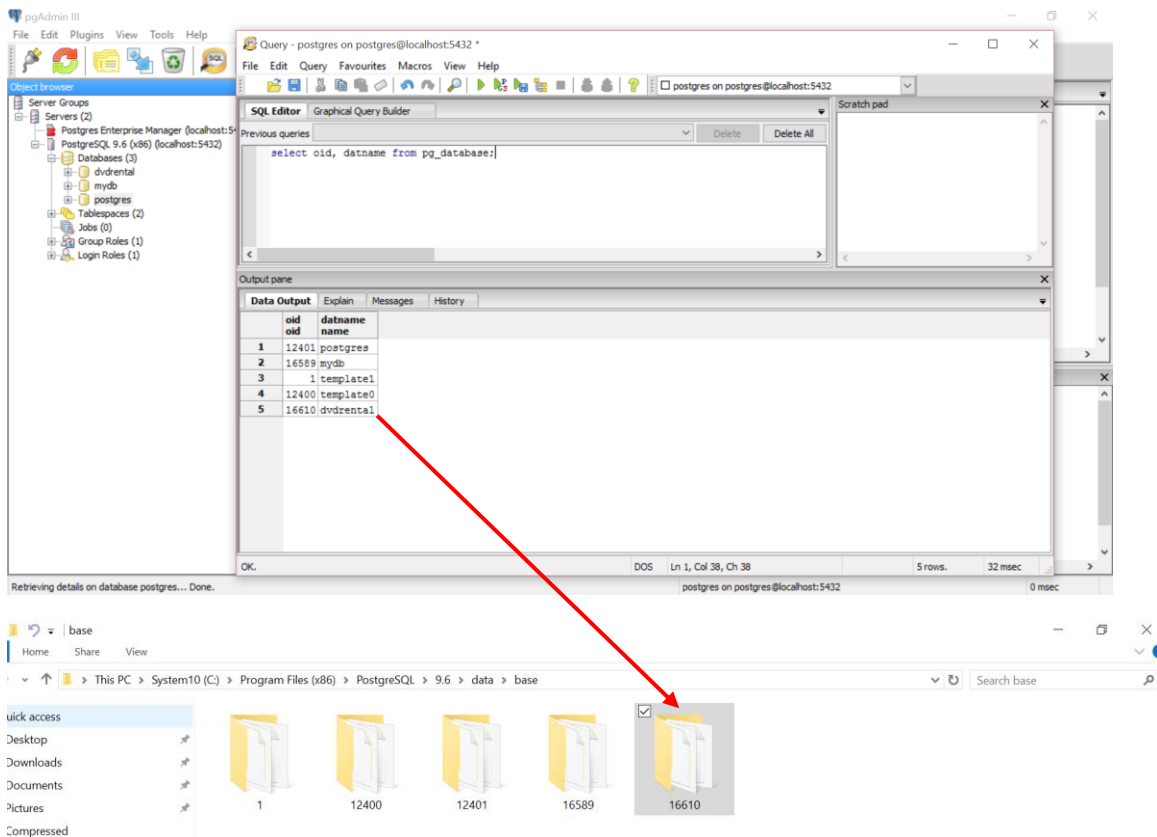 pgAdmin III
File Edit Plugins View Tools Help
Object browser
Server Groups
Servers (2)
Postgres Enterprise Manager (localhost:5
PostgreSQL 9.6 (x86) (localhost:5432)
Databases (3)
dvdrental
mydb
postgres
Tablespaces (2)
Jobs (0)
Group Roles (1)
Login Roles (1)
Query - postgres on postgres@localhost:5432 *
File Edit Query Favourites Macros View Help
postgres on postgres@localhost:5432
SQL Editor Graphical Query Builder
Scratch pad
Previous queries Delete Delete All
select oid, datname from pg_database;
Output pane
Data Output Explain Messages History
oid datname
oid name
1 12401 postgres
2 16589 mydb
3 1 template1
4 12400 template0
5 16610 dvdrental
OK. DOS Ln 1, Col 38, Ch 38 5 rows. 32 msec
Retrieving details on database postgres... Done. postgres on postgres@localhost:5432 0 msec
base
Home Share View
This PC > System10 (C:) > Program Files (x86) > PostgreSQL > 9.6 > data > base Search base
uick access
Desktop
Downloads
Documents
Pictures
Compressed
1 12400 12401 16589 16610